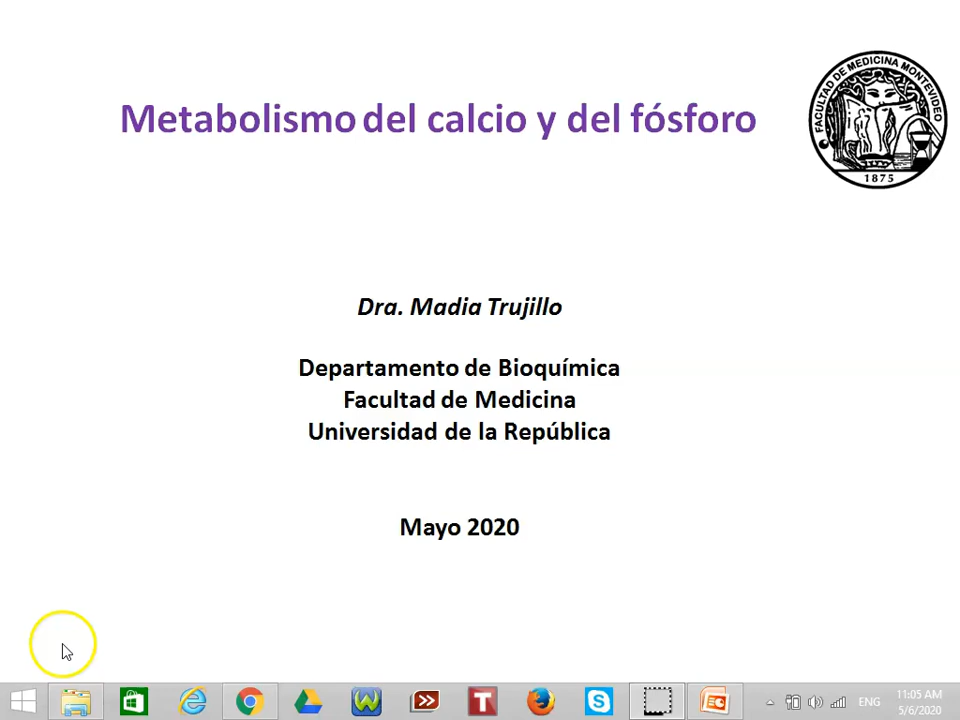 Metabolismo del calcio y del fósforo
FACULTAD DE MEDICINA MONTEVIDEO
1875
Dra. Madia Trujillo
Departamento de Bioquímica
Facultad de Medicina
Universidad de la República
Mayo 2020
ENG
11:05 AM
5/6/2020